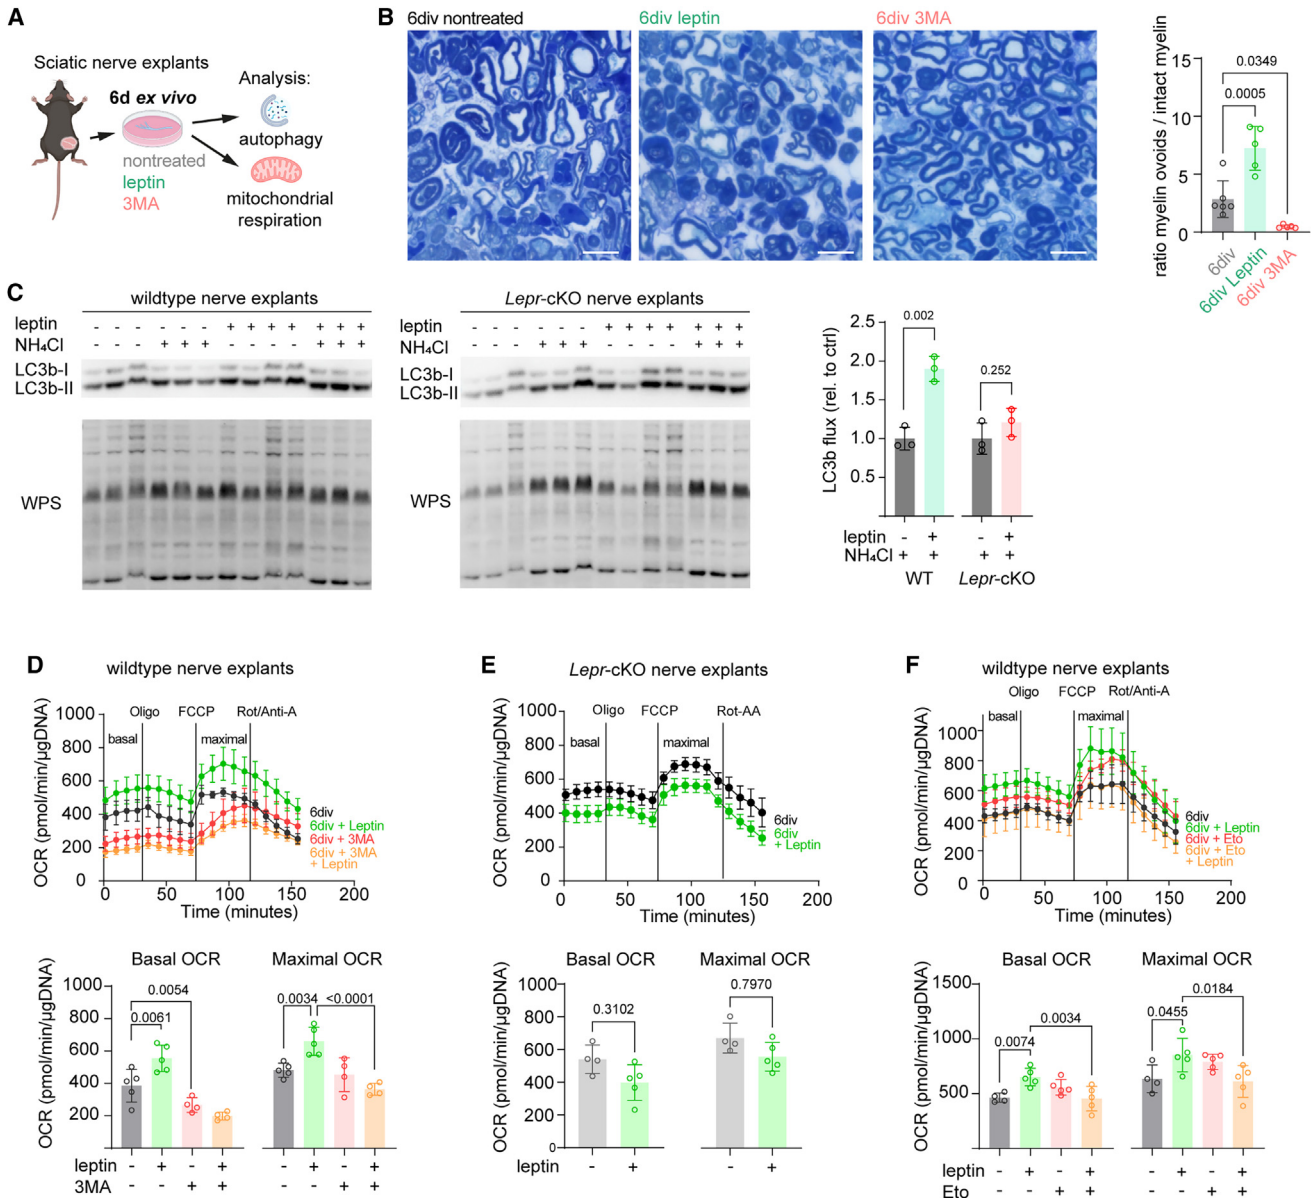 A
Sciatic nerve explants
6d ex vivo
nontreated
leptin
3MA
Analysis:
autophagy
mitochondrial
respiration
B
6div nontreated
6div leptin
6div 3MA
ratio myelin ovoids / intact myelin
15
10
5
0
0.0349
0.0005
6div
6div Leptin
6div 3MA
C
wildtype nerve explants
leptin - - - - - - + + + + + + +
NH₄Cl - - - + + + - - - - + + +
LC3b-I
LC3b-II
WPS
Lepr-cKO nerve explants
leptin - - - - - - + + + + + + +
NH₄Cl - - - + + + - - - - + + +
LC3b-I
LC3b-II
WPS
LC3b flux (rel. to ctrl)
2.5
2.0
1.5
1.0
0.5
0.002
0.252
leptin - + - +
NH₄Cl + + + +
WT Lepr-cKO
D
wildtype nerve explants
OCR (pmol/min/µgDNA)
1000
800
600
400
200
0
Oligo FCCP Rot/Anti-A
basal maximal
6div
6div + Leptin
6div + 3MA
6div + 3MA
+ Leptin
0 50 100 150 200
Time (minutes)
Basal OCR Maximal OCR
OCR (pmol/min/µgDNA)
1000
800
600
400
200
0.0054
0.0061
0.0034 <0.0001
leptin - + - + - + - +
3MA - - + + - - + +
E
Lepr-cKO nerve explants
OCR (pmol/min/µgDNA)
1000
800
600
400
200
0
Oligo FCCP Rot-AA
basal maximal
6div
6div
+ Leptin
0 50 100 150 200
Time (minutes)
Basal OCR Maximal OCR
OCR (pmol/min/µgDNA)
1000
800
600
400
200
0
0.3102
0.7970
leptin - + - +
F
wildtype nerve explants
OCR (pmol/min/µgDNA)
1000
800
600
400
200
0
Oligo FCCP Rot/Anti-A
basal maximal
6div
6div + Leptin
6div + Eto
6div + Eto
+ Leptin
0 50 100 150 200
Time (minutes)
Basal OCR Maximal OCR
OCR (pmol/min/µgDNA)
1500
1000
500
0.0034
0.0074
0.0184
0.0455
leptin - + - + - + - +
Eto - - + + - - + +